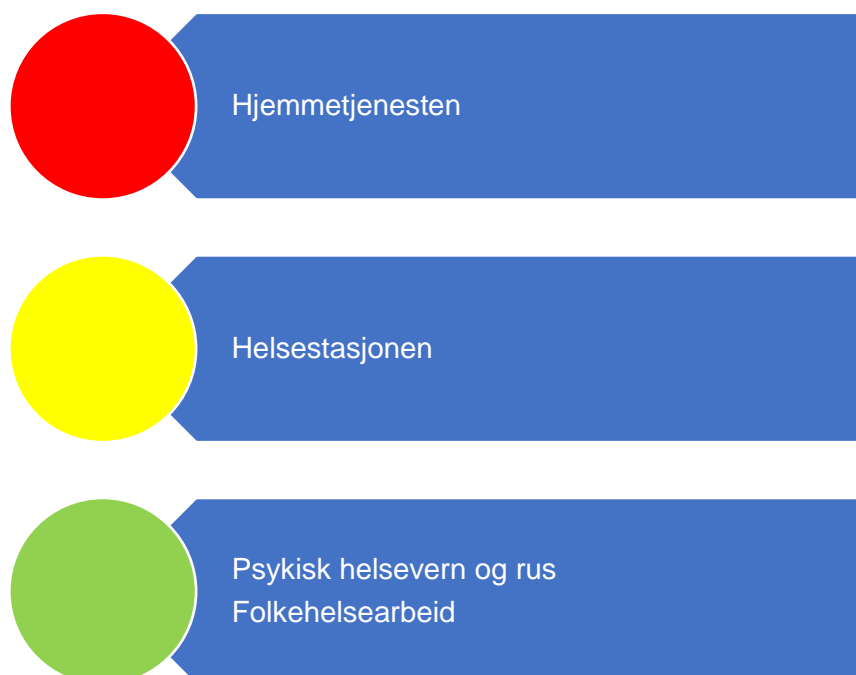 Hjemmetjenesten
Helsestasjonen
Psykisk helsevern og rus
Folkehelsearbeid